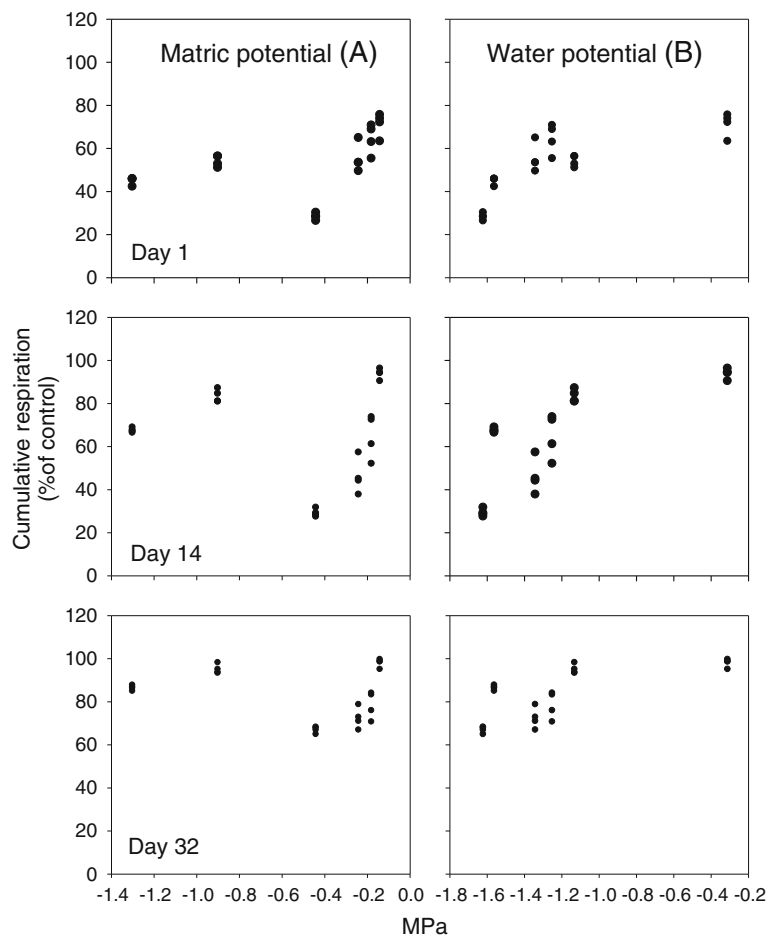 Cumulative respiration
(%of control)
120
100
80
60
40
20
0
Matric potential (A)
Day 1
Water potential (B)
120
100
80
60
40
20
0
Day 14
120
100
80
60
40
20
0
Day 32
-1.4 -1.2 -1.0 -0.8 -0.6 -0.4 -0.2 0.0
-1.8 -1.6 -1.4 -1.2 -1.0 -0.8 -0.6 -0.4 -0.2
MPa